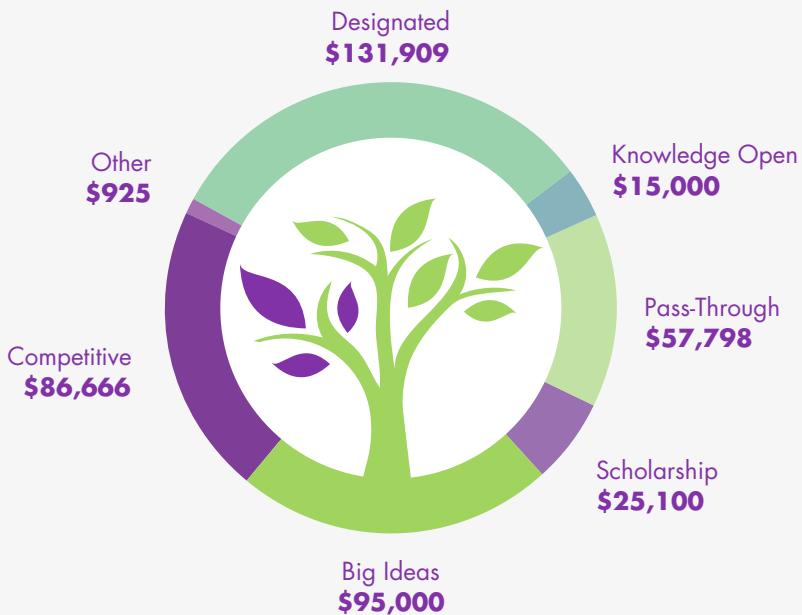 Designated
$131,909
Knowledge Open
$15,000
Other
$925
Pass-Through
$57,798
Competitive
$86,666
Scholarship
$25,100
Big Ideas
$95,000